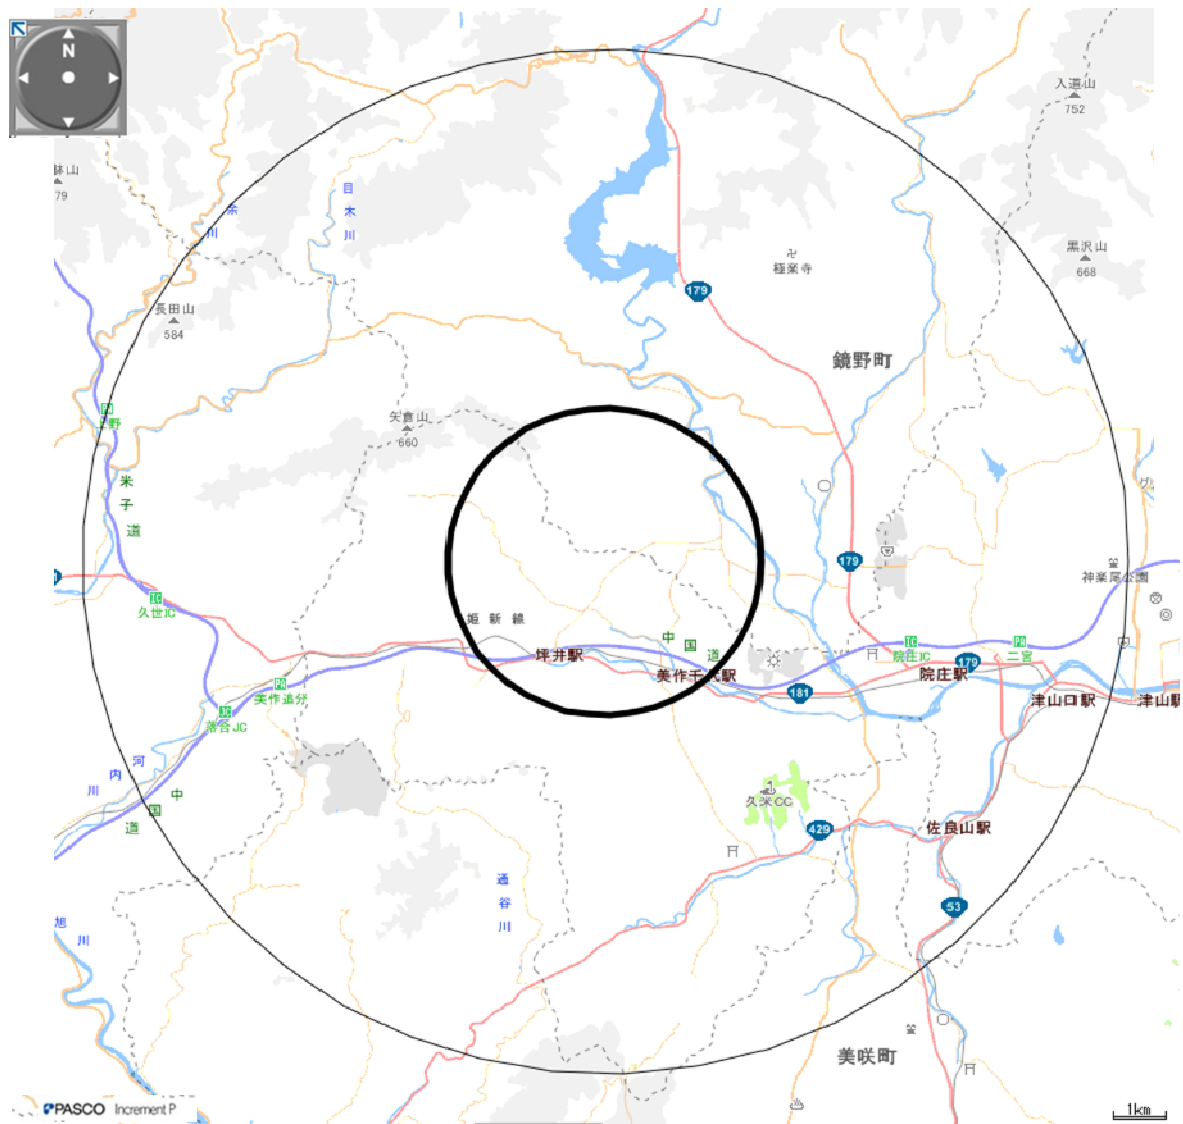 N
入道山
752
鉢山
79
目木川
余川
黒沢山
668
極楽寺
179
長田山
584
鏡野町
上野
矢倉山
660
米子道
179
神楽尾公園
久世IC
姫新線
中国道
坪井駅
美作千代駅
院庄IC
二宮
179
院庄駅
181
美作追分
津山口駅
津山駅
落合JC
河内川
中国道
久米CC
429
佐良山駅
通谷川
53
旭川
美咲町
PASCO Increment P
1km